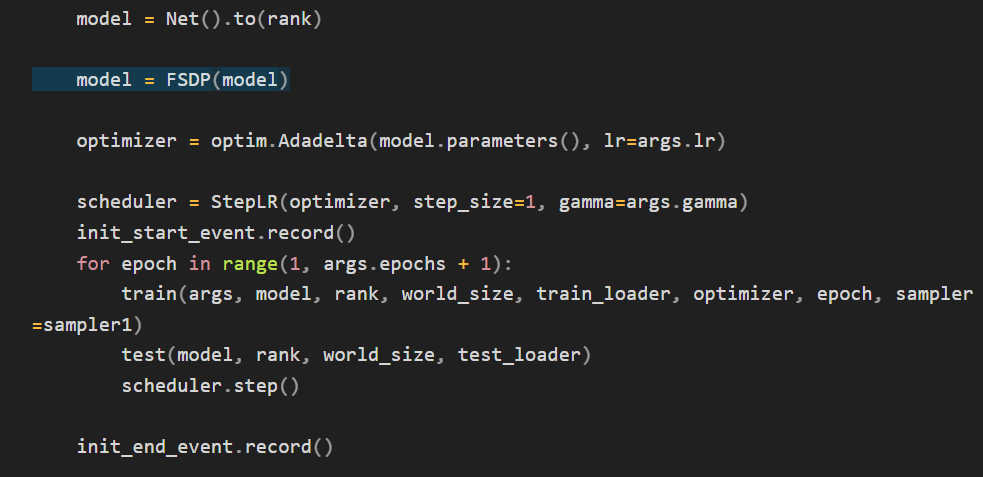 model = Net().to(rank)
model = FSDP(model)
optimizer = optim.Adadelta(model.parameters(), lr=args.lr)
scheduler = StepLR(optimizer, step_size=1, gamma=args.gamma)
init_start_event.record()
for epoch in range(1, args.epochs + 1):
train(args, model, rank, world_size, train_loader, optimizer, epoch, sampler
=sampler1)
test(model, rank, world_size, test_loader)
scheduler.step()
init_end_event.record()